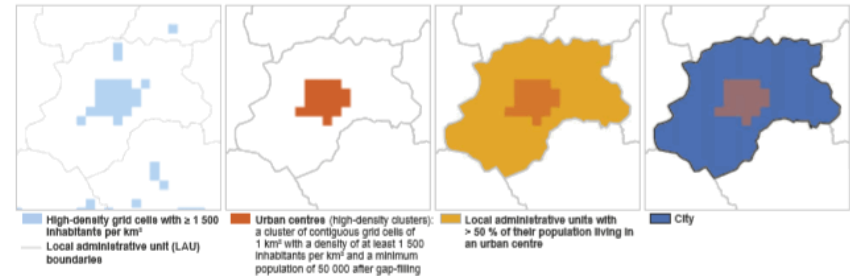 High-density grid cells with ≥ 1 500
inhabitants per km²
Local administrative unit (LAU)
boundaries
Urban centres (high-density clusters):
a cluster of contiguous grid cells of
1 km² with a density of at least 1 500
inhabitants per km² and a minimum
population of 50 000 after gap-filling
Local administrative units with
> 50 % of their population living in
an urban centre
City